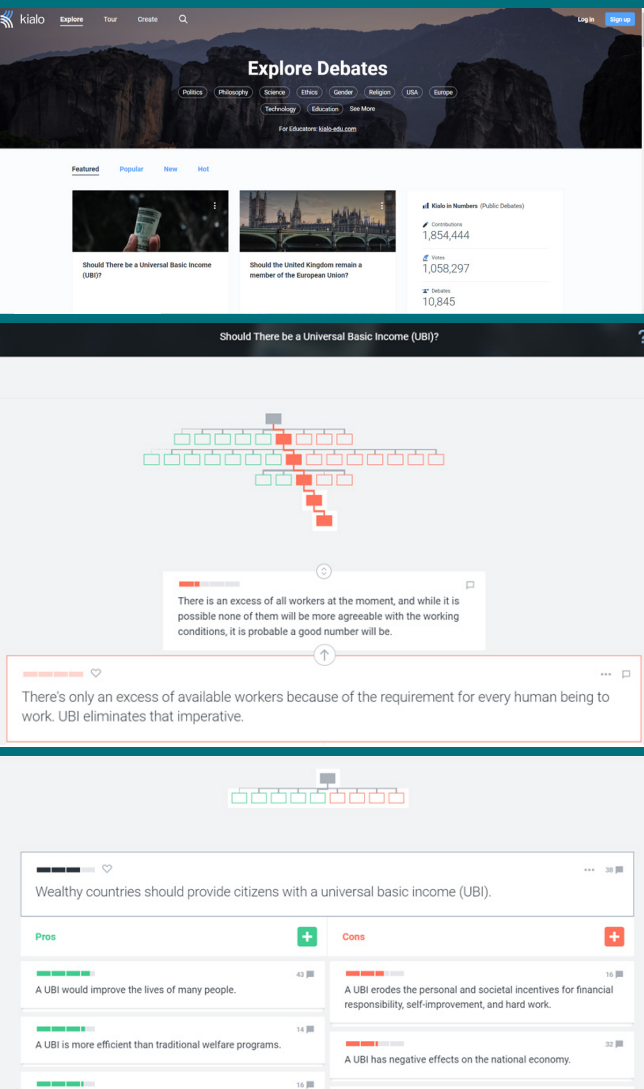 kialo Explore Tour Create Log in Sign up
Explore Debates
Politics Philosophy Science Ethics Gender Religion USA Europe
Technology Education See More
For Educators: kialo-edu.com
Featured Popular New Hot
Should There be a Universal Basic Income
(UBI)?
Should the United Kingdom remain a
member of the European Union?
Kialo in Numbers (Public Debates)
Contributions
1,854,444
Votes
1,058,297
Debates
10,845
Should There be a Universal Basic Income (UBI)?
?
There is an excess of all workers at the moment, and while it is
possible none of them will be more agreeable with the working
conditions, it is probable a good number will be.
There's only an excess of available workers because of the requirement for every human being to
work. UBI eliminates that imperative.
38
Wealthy countries should provide citizens with a universal basic income (UBI).
Pros
Cons
43
A UBI would improve the lives of many people.
16
A UBI erodes the personal and societal incentives for financial
responsibility, self-improvement, and hard work.
14
A UBI is more efficient than traditional welfare programs.
32
A UBI has negative effects on the national economy.
16